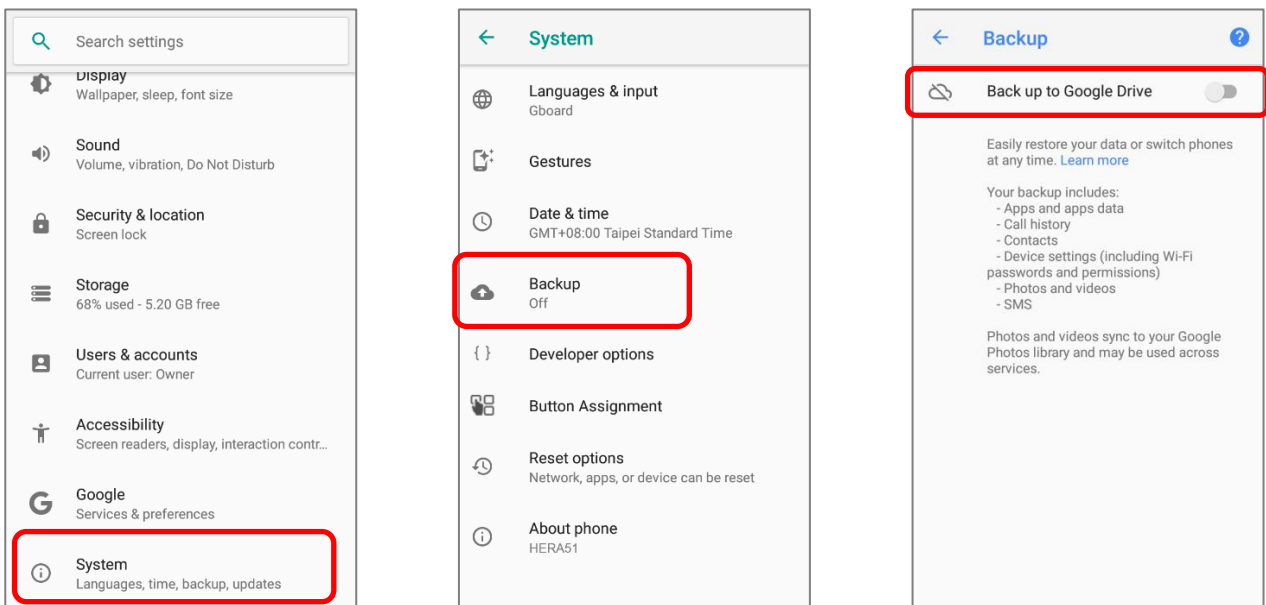 Search settings
Display
Wallpaper, sleep, font size
Sound
Volume, vibration, Do Not Disturb
Security & location
Screen lock
Storage
68% used - 5.20 GB free
Users & accounts
Current user: Owner
Accessibility
Screen readers, display, interaction contr...
Google
Services & preferences
System
Languages, time, backup, updates
System
Languages & input
Gboard
Gestures
Date & time
GMT+08:00 Taipei Standard Time
Backup
Off
Developer options
Button Assignment
Reset options
Network, apps, or device can be reset
About phone
HERA51
Backup
Back up to Google Drive
Easily restore your data or switch phones
at any time. Learn more
Your backup includes:
- Apps and apps data
- Call history
- Contacts
- Device settings (including Wi-Fi
passwords and permissions)
- Photos and videos
- SMS
Photos and videos sync to your Google
Photos library and may be used across
services.